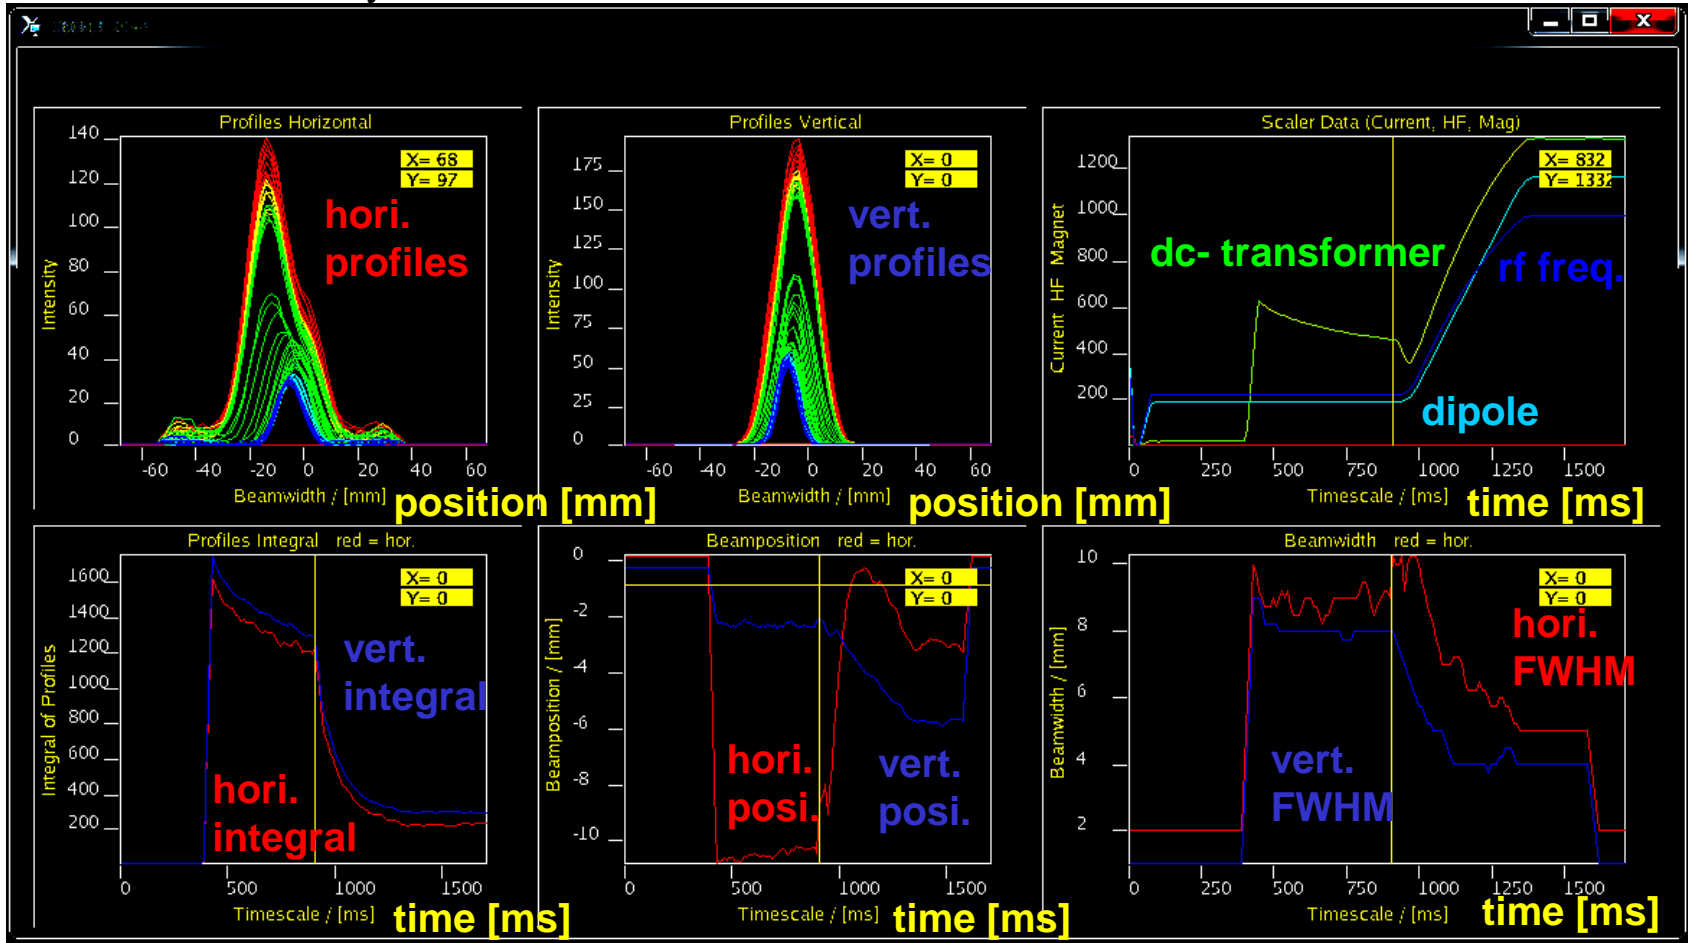 Profiles Horizontal
140
120
100
80
60
40
20
0
Intensity
X= 68
Y= 97
hori.
profiles
-60 -40 -20 0 20 40 60
Beamwidth / [mm]
position [mm]
Profiles Vertical
175
150
125
100
75
50
25
0
Intensity
X= 0
Y= 0
vert.
profiles
-60 -40 -20 0 20 40 60
Beamwidth / [mm]
position [mm]
Scaler Data (Current, HF, Mag)
1200
1000
800
600
400
200
Current HF Magnet
X= 832
Y= 1332
dc- transformer
rf freq.
dipole
0 250 500 750 1000 1250 1500
Timescale / [ms]
time [ms]
Profiles Integral red = hor.
1600
1400
1200
1000
800
600
400
200
Integral of Profiles
X= 0
Y= 0
vert.
integral
hori.
integral
0 500 1000 1500
Timescale / [ms]
time [ms]
Beamposition red = hor.
0
-2
-4
-6
-8
-10
Beamposition / [mm]
X= 0
Y= 0
hori.
posi.
vert.
posi.
0 500 1000 1500
Timescale / [ms]
time [ms]
Beamwidth red = hor.
10
8
6
4
2
Beamwidth / [mm]
X= 0
Y= 0
hori.
FWHM
vert.
FWHM
0 250 500 750 1000 1250 1500
Timescale / [ms]
time [ms]